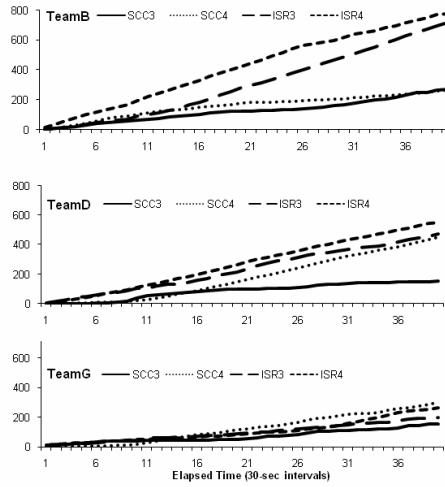 800
TeamB
SCC3 SCC4 ISR3 ISR4
600
400
200
0
1 6 11 16 21 26 31 36
800
TeamD
SCC3 SCC4 ISR3 ISR4
600
400
200
0
1 6 11 16 21 26 31 36
TeamG
SCC3 SCC4 ISR3 ISR4
600
400
200
0
1 6 11 16 21 26 31 36
Elapsed Time (30-sec intervals)